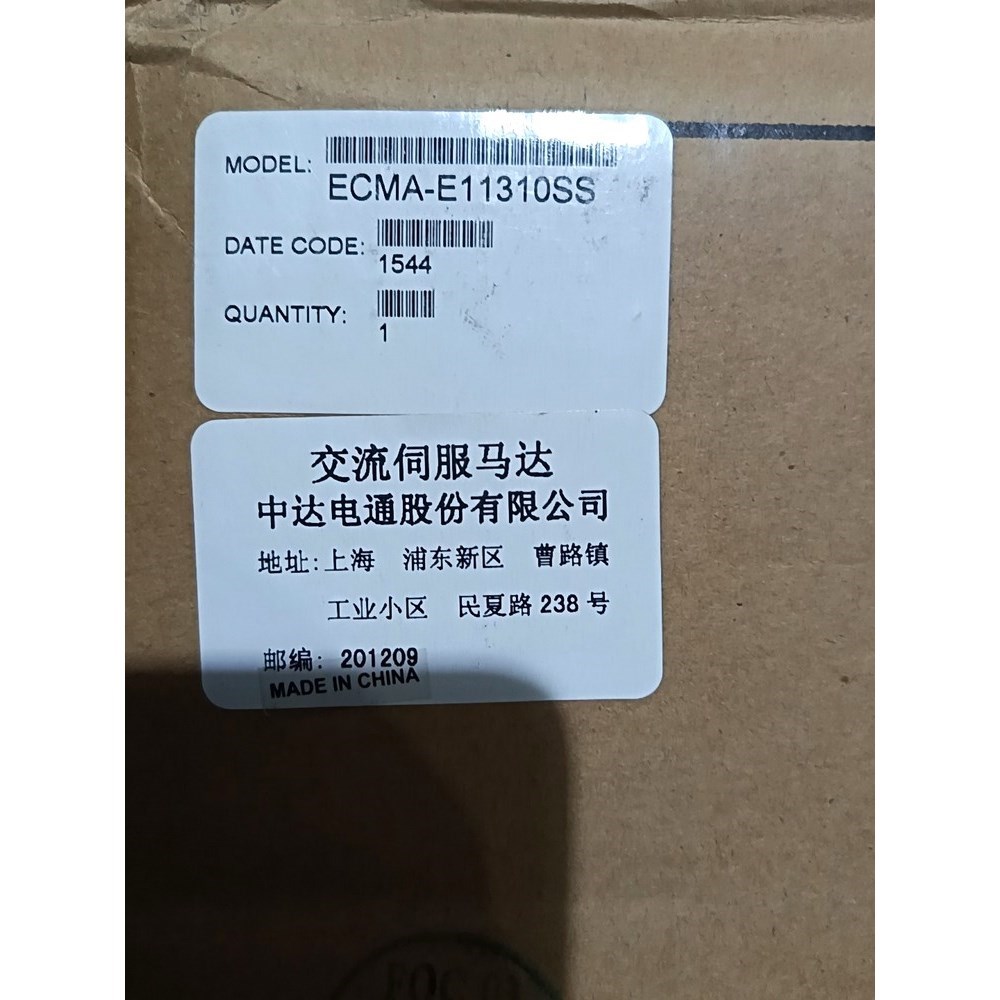 MODEL:
ECMA-E11310SS
DATE CODE:
1544
QUANTITY:
1
交流伺服马达
中达电通股份有限公司
地址:上海 浦东新区 曹路镇
工业小区 民夏路 238 号
邮编: 201209
MADE IN CHINA